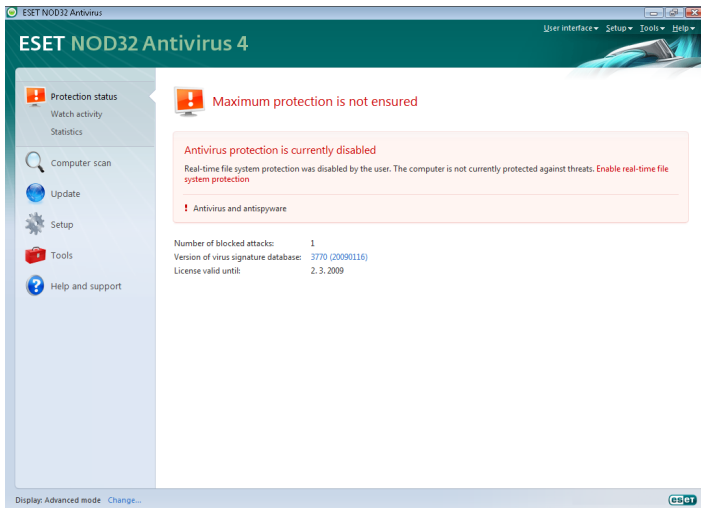 ESET NOD32 Antivirus
User interface Setup Tools Help
ESET NOD32 Antivirus 4
Protection status
Watch activity
Statistics
Computer scan
Update
Setup
Tools
Help and support
Maximum protection is not ensured
Antivirus protection is currently disabled
Real-time file system protection was disabled by the user. The computer is not currently protected against threats. Enable real-time file
system protection
! Antivirus and antispyware
Number of blocked attacks: 1
Version of virus signature database: 3770 (20090116)
License valid until: 2. 3. 2009
Display: Advanced mode Change...
eset